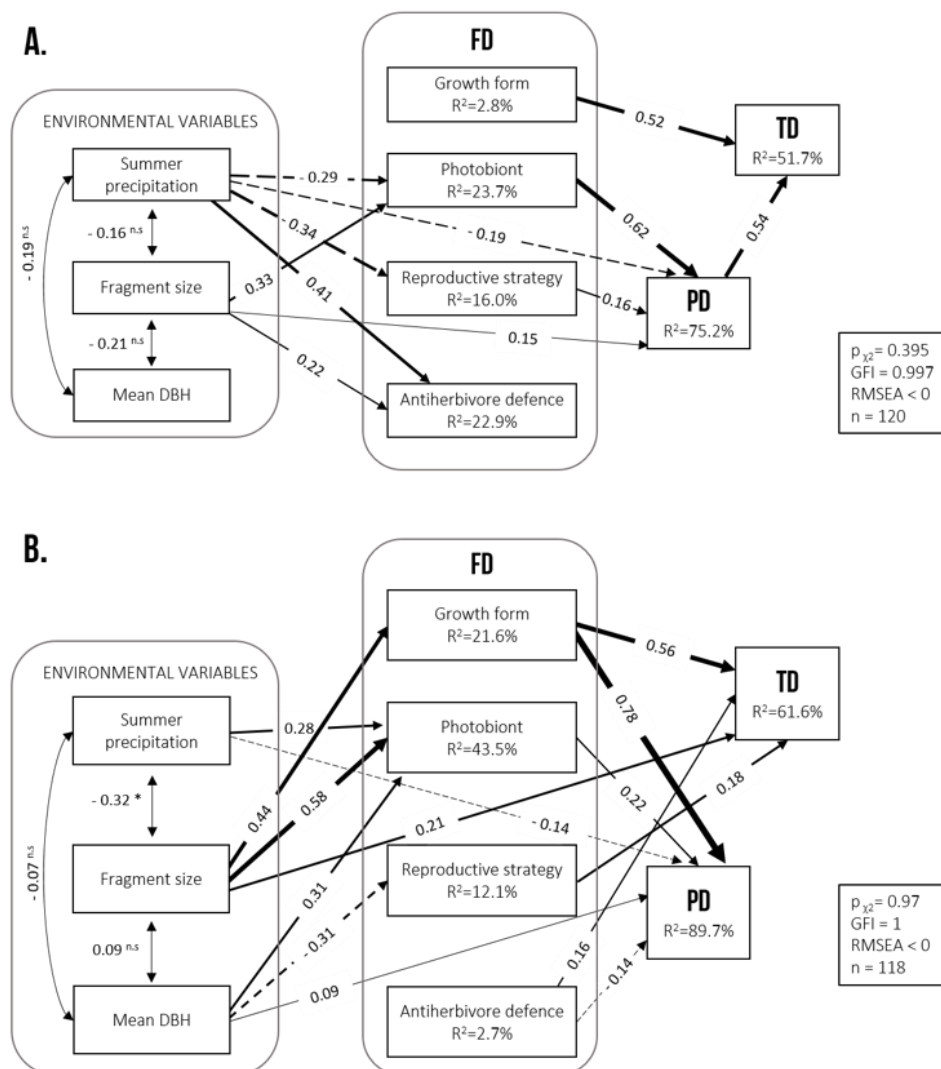 A.
FD
ENVIRONMENTAL VARIABLES
Growth form
R²=2.8%
0.52
TD
R²=51.7%
Summer
precipitation
- 0.29
Photobiont
R²=23.7%
- 0.34
- 0.19
0.62
0.54
- 0.19 n.s
- 0.16 n.s
Fragment size
0.33
0.41
Reproductive strategy
R²=16.0%
0.16
PD
R²=75.2%
0.15
- 0.21 n.s
0.22
Mean DBH
Antiherbivore defence
R²=22.9%
p χ2 = 0.395
GFI = 0.997
RMSEA < 0
n = 120
B.
FD
ENVIRONMENTAL VARIABLES
Growth form
R²=21.6%
0.56
TD
R²=61.6%
Summer
precipitation
0.28
Photobiont
R²=43.5%
0.78
- 0.07 n.s
- 0.32 *
0.44
0.58
0.22
0.18
0.21
- 0.14
Fragment size
0.31
Reproductive strategy
R²=12.1%
PD
R²=89.7%
0.09 n.s
- 0.31
0.16
- 0.14
0.09
Mean DBH
Antiherbivore defence
R²=2.7%
p χ2 = 0.97
GFI = 1
RMSEA < 0
n = 118